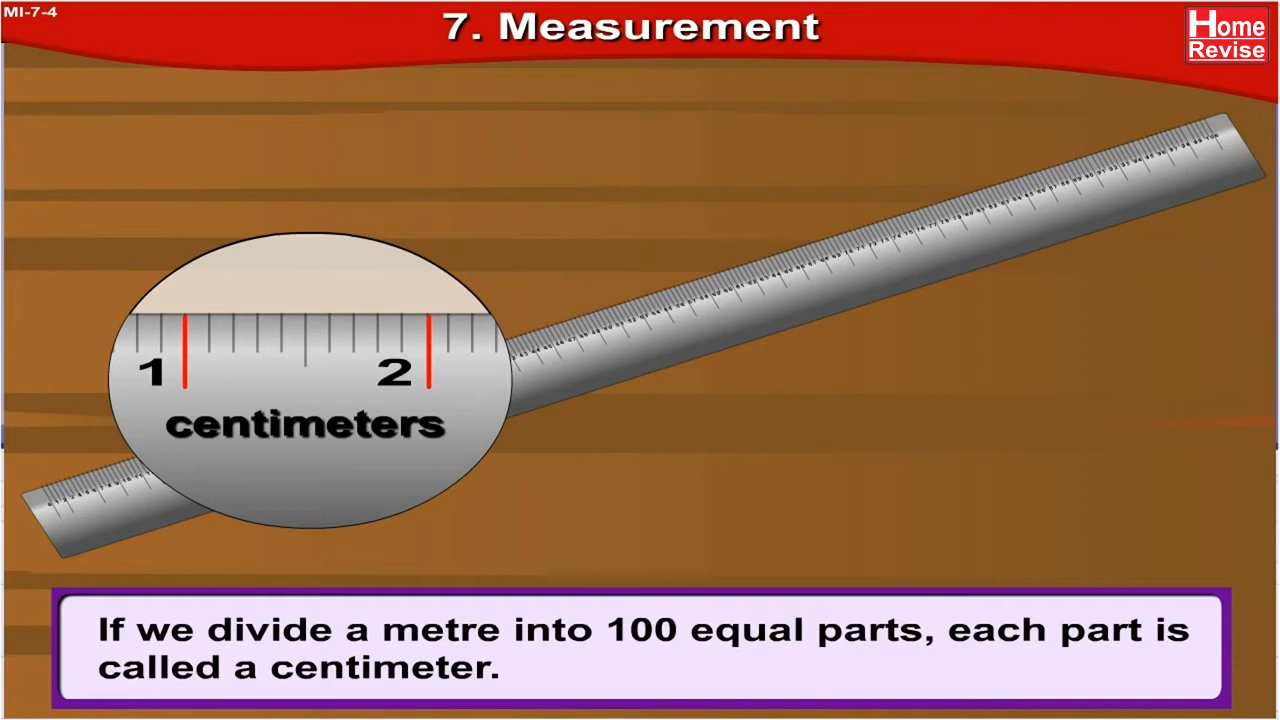 MI-7-4
7. Measurement
Home
Revise
1 2
centimeters
If we divide a metre into 100 equal parts, each part is
called a centimeter.